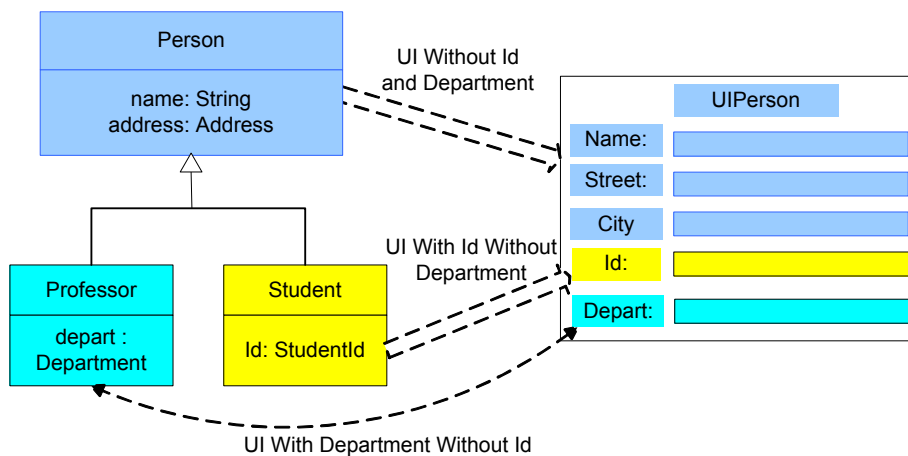 Person
name: String
address: Address
UI Without Id
and Department
UIPerson
Name:
Street:
City
Id:
Depart:
UI With Id Without
Department
Professor
depart :
Department
Student
Id: StudentId
UI With Department Without Id